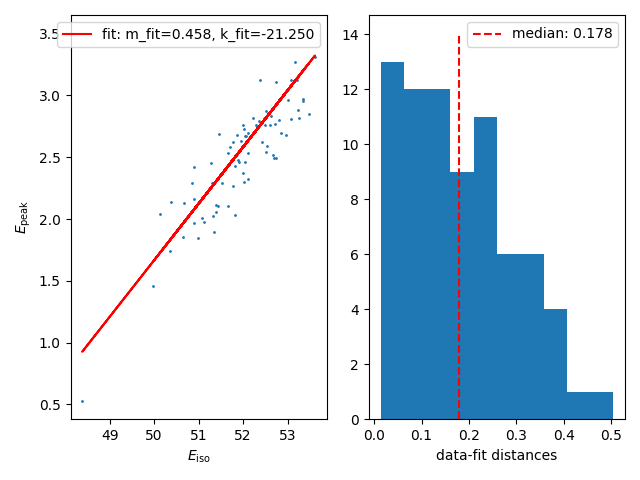 fit: m_fit=0.458, k_fit=-21.250
3.5
3.0
2.5
2.0
1.5
1.0
0.5
E_peak
49 50 51 52 53
E_iso
median: 0.178
14
12
10
8
6
4
2
0
0.0 0.1 0.2 0.3 0.4 0.5
data-fit distances